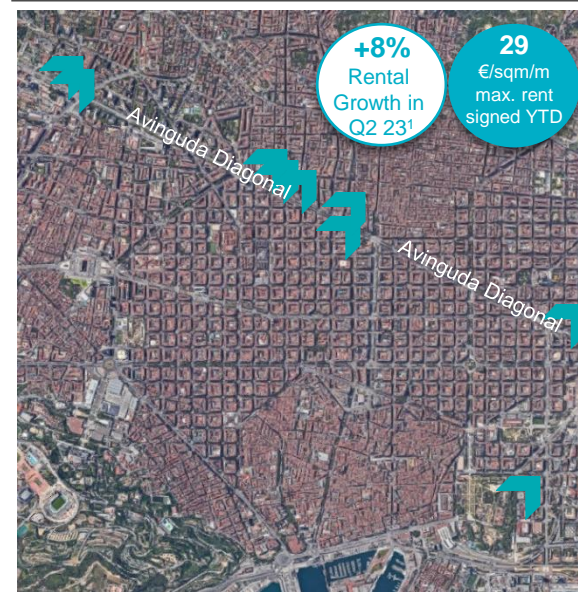 +8%
Rental
Growth in
Q2 23¹
29
€/sqm/m
max. rent
signed YTD
Avinguda Diagonal
Avinguda Diagonal